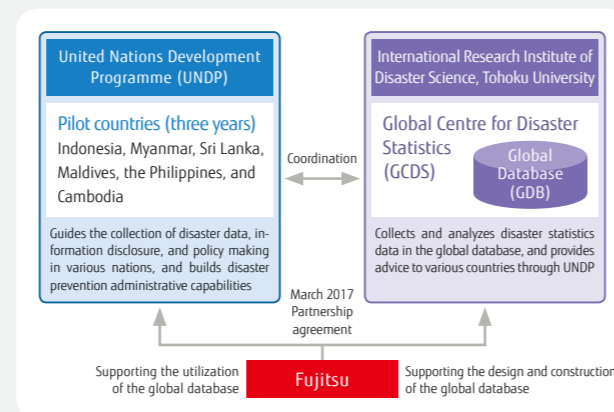 United Nations Development
Programme (UNDP)
Pilot countries (three years)
Indonesia, Myanmar, Sri Lanka,
Maldives, the Philippines, and
Cambodia
Guides the collection of disaster data, in-
formation disclosure, and policy making
in various nations, and builds disaster
prevention administrative capabilities
Coordination
International Research Institute of
Disaster Science, Tohoku University
Global Centre for Disaster
Statistics
(GCDS)
Global
Database
(GDB)
Collects and analyzes disaster statistics
data in the global database, and provides
advice to various countries through UNDP
March 2017
Partnership
agreement
Supporting the utilization
of the global database
Fujitsu
Supporting the design and construction
of the global database